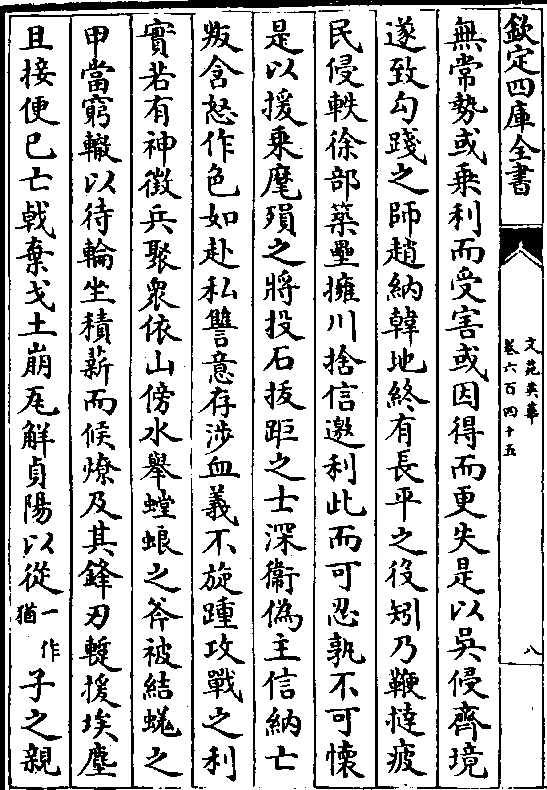 欽定四庫全書
文苑英華
卷六百四十五
八
無常勢或乘利而受害或因得而更失是以吳侵齊境
遂致勾踐之師趙納韓地終有長平之役矧乃鞭撻疲
民侵軼徐部築壘擁川捨信邀利此而可忍孰不可懷
是以援乘麾殞之將投石拔距之士深衞偽主信納亡
叛含怒作色如赴私讐意存涉血義不旋踵攻戰之利
實若有神徵兵聚衆依山傍水舉螳蜋之斧被結蜣之
甲當窮轍以待輪坐積薪而候燎及其鋒刃蹔援埃塵
且接便已亡戟棄戈土崩瓦解貞陽以從一作猶子之親